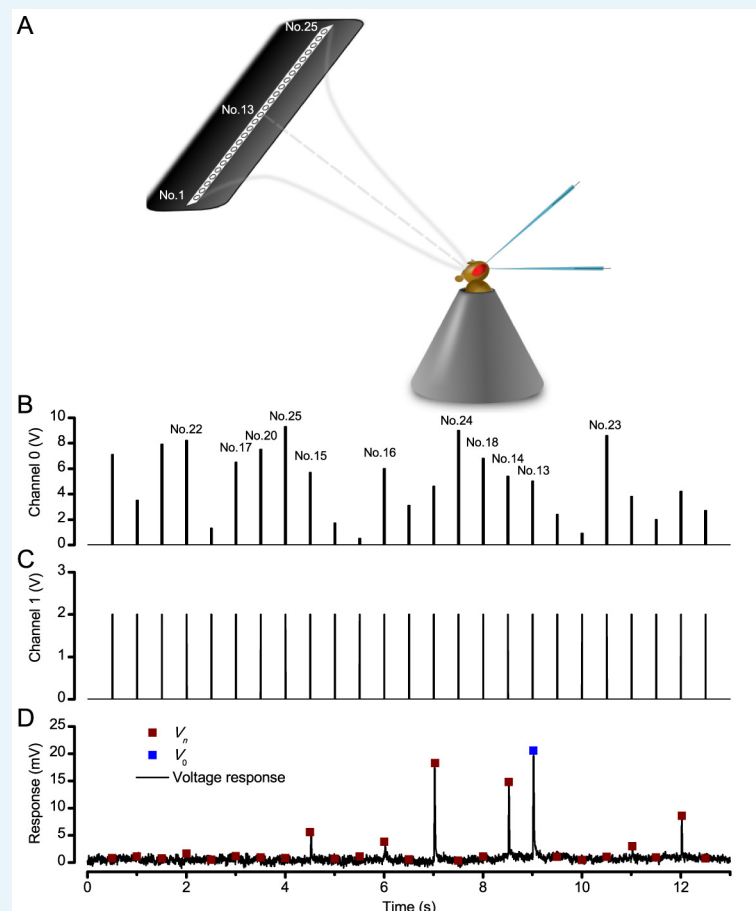 A
No.25
No.13
No.1
B
10
8
6
4
2
0
Channel 0 (V)
No.22
No.17
No.20
No.25
No.15
No.16
No.24
No.18
No.14
No.13
No.23
C
3
2
1
0
Channel 1 (V)
D
25
20
15
10
5
0
Response (mV)
Vn
V0
Voltage response
0 2 4 6 8 10 12
Time (s)